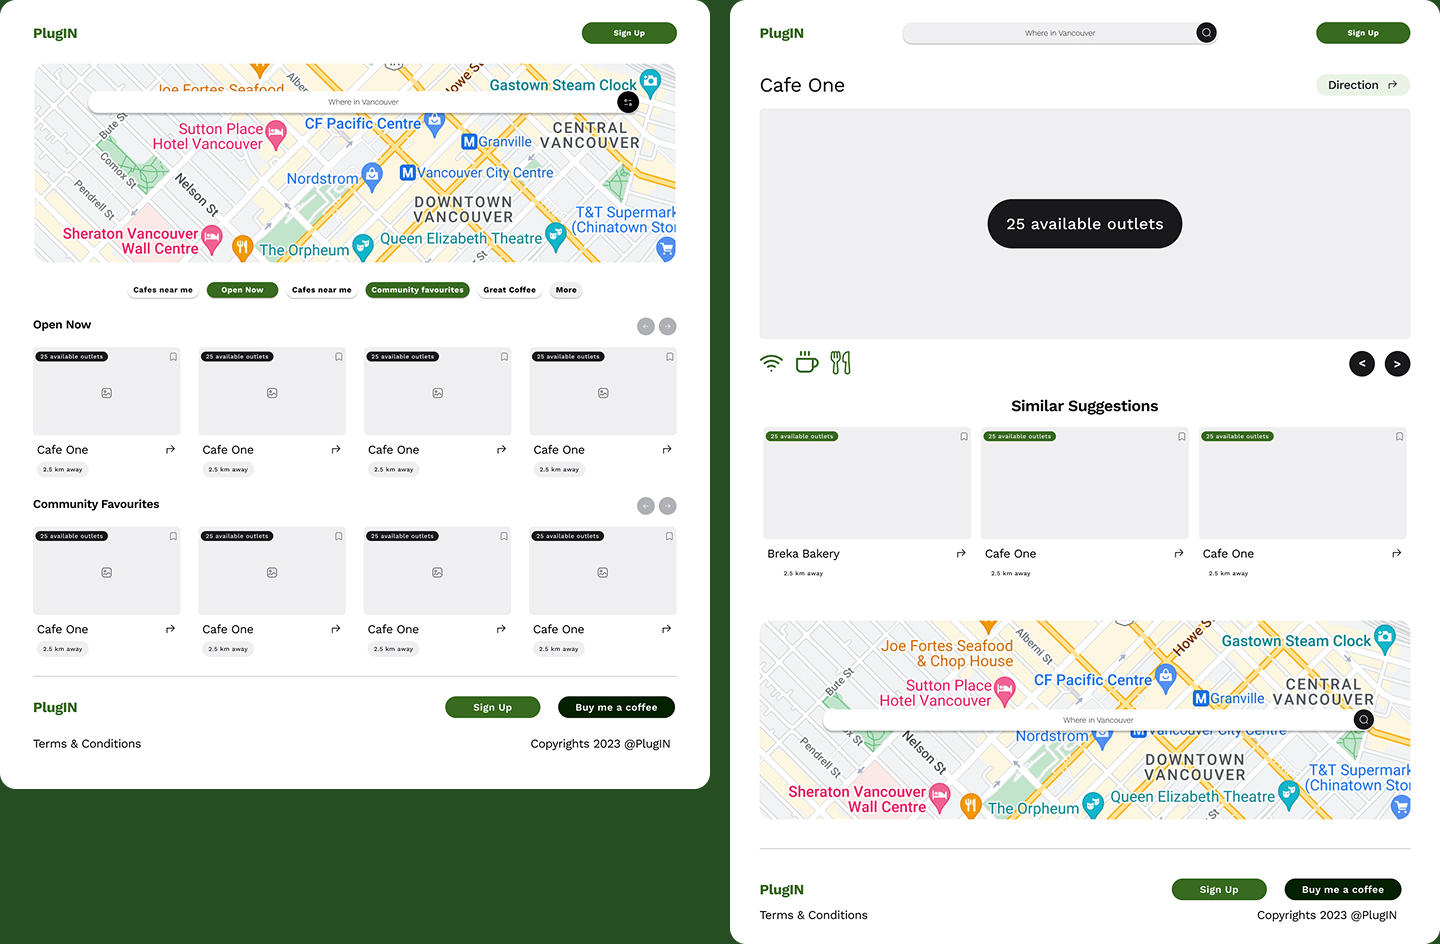 PlugIN
Sign Up
Joe Fortes Seafood
Alber
Howe S
Gastown Steam Clock
Where in Vancouver
Bute St
Comox St
Pendrell St
Nelson St
Sutton Place
Hotel Vancouver
CF Pacific Centre
M Granville
CENTRAL
VANCOUVER
Nordstrom
M Vancouver City Centre
DOWNTOWN
VANCOUVER
T&T Supermark
(Chinatown Stor
Sheraton Vancouver
Wall Centre
The Orpheum
Queen Elizabeth Theatre
Cafes near me
Open Now
Cafes near me
Community favourites
Great Coffee
More
Open Now
25 available outlets
25 available outlets
25 available outlets
25 available outlets
Cafe One
Cafe One
Cafe One
Cafe One
2.5 km away
2.5 km away
2.5 km away
2.5 km away
Community Favourites
25 available outlets
25 available outlets
25 available outlets
25 available outlets
Cafe One
Cafe One
Cafe One
Cafe One
2.5 km away
2.5 km away
2.5 km away
2.5 km away
PlugIN
Sign Up
Buy me a coffee
Terms & Conditions
Copyrights 2023 @PlugIN
PlugIN
Where in Vancouver
Sign Up
Cafe One
Direction
25 available outlets
<
>
Similar Suggestions
25 available outlets
25 available outlets
25 available outlets
Breka Bakery
Cafe One
Cafe One
2.5 km away
2.5 km away
2.5 km away
Joe Fortes Seafood
& Chop House
Alberni St
Howe S
Gastown Steam Clock
Bute St
Sutton Place
Hotel Vancouver
CF Pacific Centre
M Granville
CENTRAL
VANCOUVER
Where in Vancouver
Pendrell St
Nelson St
Nordstrom
Vancouver City Centre
DOWNTOWN
VANCOUVER
T&T Supermark
(Chinatown Stor
Sheraton Vancouver
Wall Centre
The Orpheum
Queen Elizabeth Theatre
PlugIN
Sign Up
Buy me a coffee
Terms & Conditions
Copyrights 2023 @PlugIN